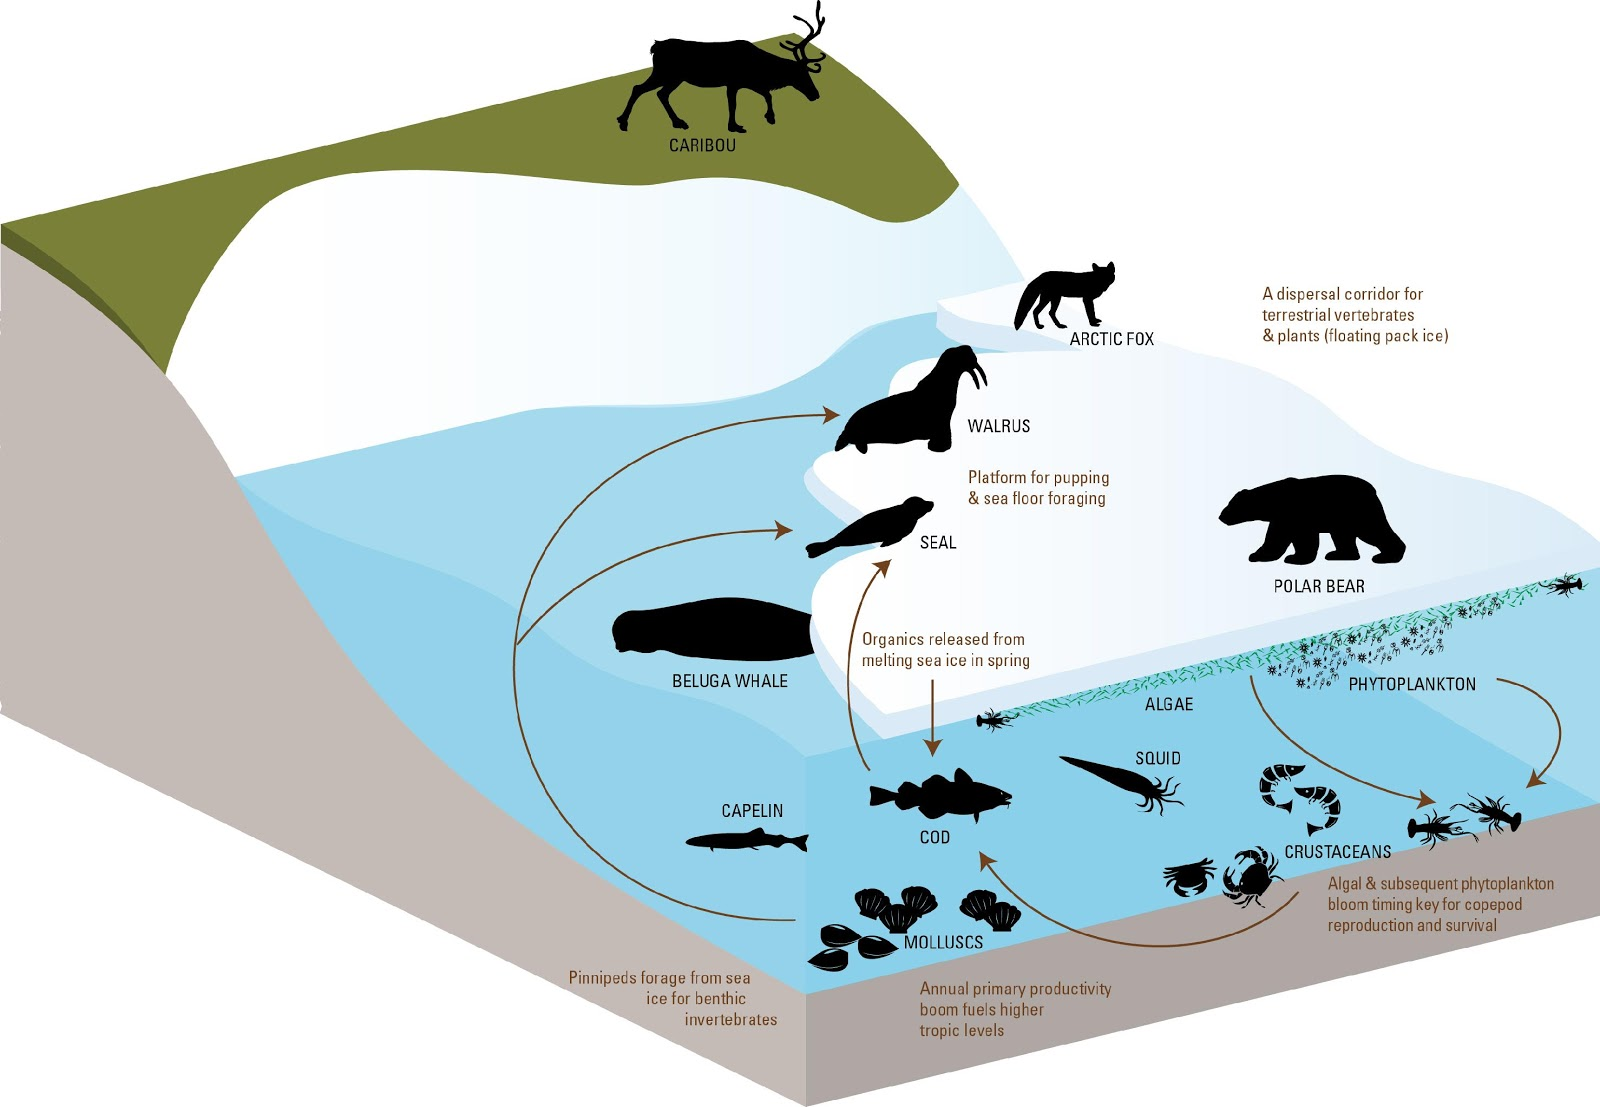 CARIBOU
ARCTIC FOX
A dispersal corridor for
terrestrial vertebrates
& plants (floating pack ice)
WALRUS
Platform for pupping
& sea floor foraging
SEAL
POLAR BEAR
Organics released from
melting sea ice in spring
BELUGA WHALE
PHYTOPLANKTON
ALGAE
SQUID
CAPELIN
COD
CRUSTACEANS
Algal & subsequent phytoplankton
bloom timing key for copepod
reproduction and survival
MOLLUSCS
Pinnipeds forage from sea
ice for benthic
invertebrates
Annual primary productivity
boom fuels higher
tropic levels